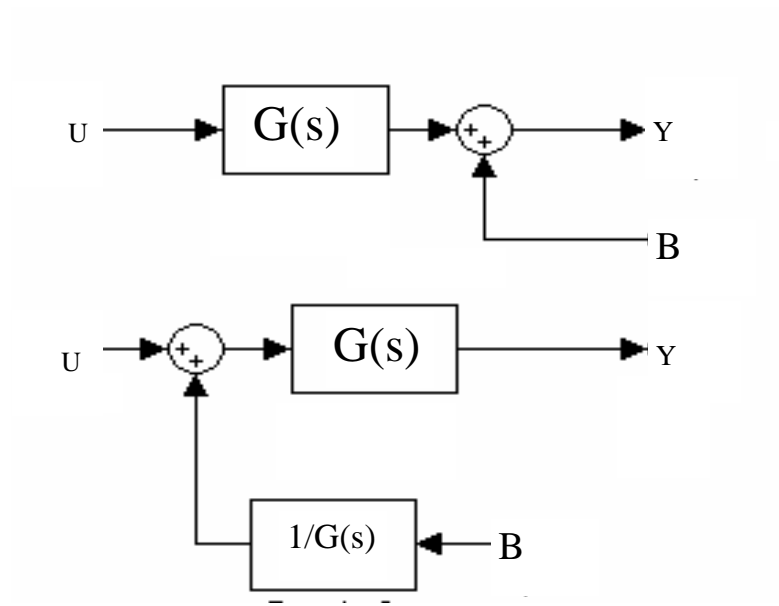 U G(s) + + Y
B
U + + G(s) Y
1/G(s) B